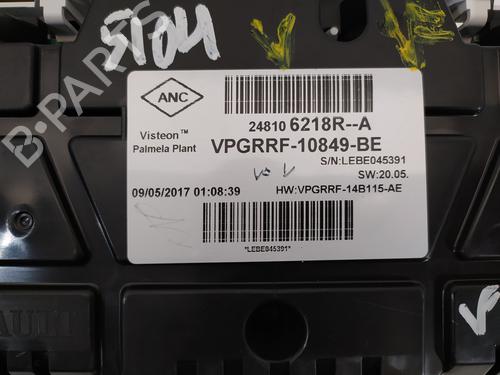 5104
ANC
24810 6218R--A
Visteon™
Palmela Plant
VPGRRF-10849-BE
S/N:LEBE045391
SW:20.05.
09/05/2017 01:08:39
HW:VPGRRF-14B115-AE
*LEBE045391*
AULT
B-PARTS